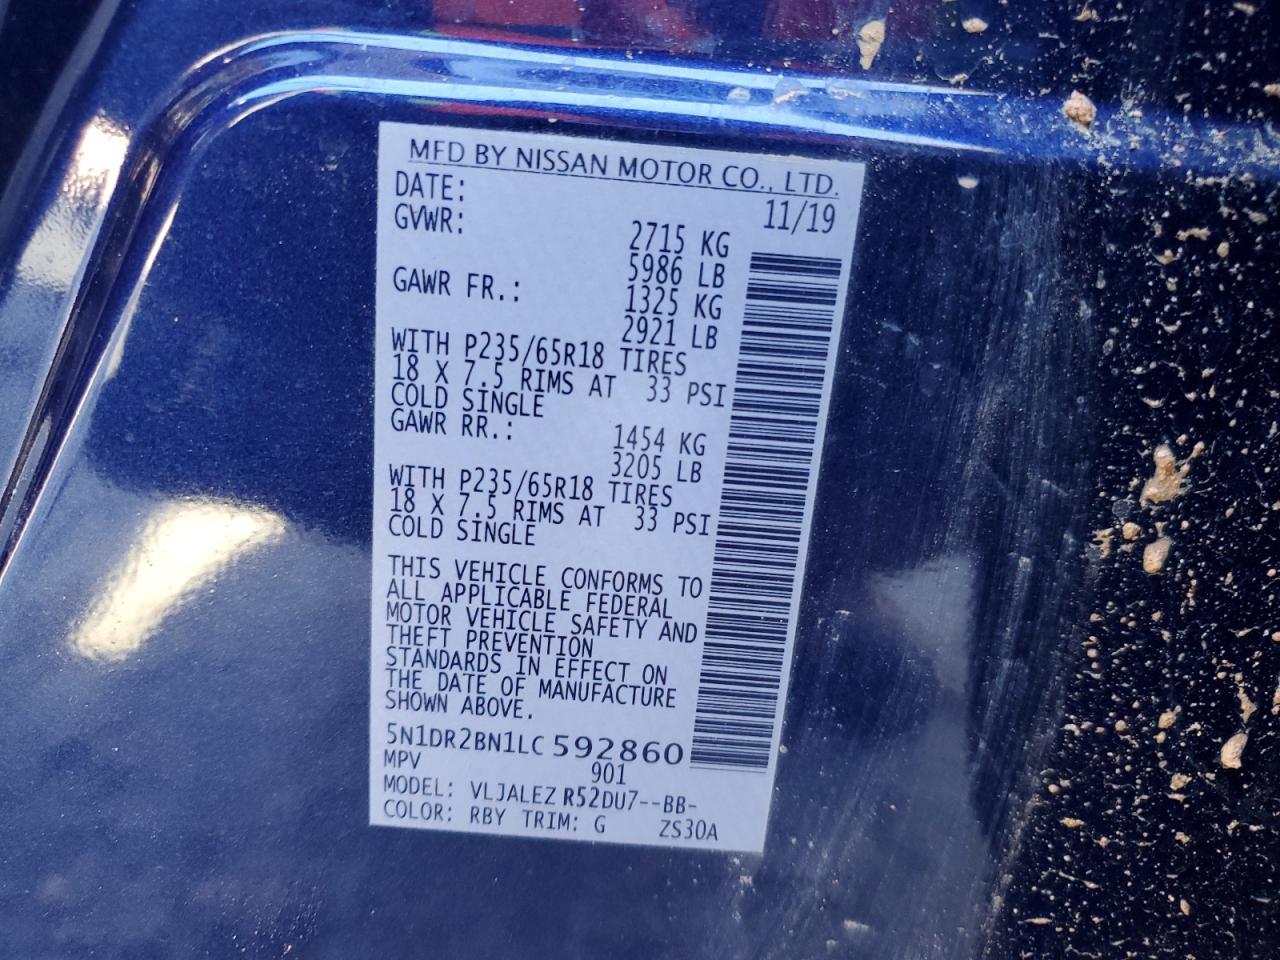 MFD BY NISSAN MOTOR CO., LTD.
DATE: 11/19
GVWR: 2715 KG
5986 LB
GAWR FR.: 1325 KG
2921 LB
WITH P235/65R18 TIRES
18 X 7.5 RIMS AT 33 PSI
COLD SINGLE
GAWR RR.: 1454 KG
3205 LB
WITH P235/65R18 TIRES
18 X 7.5 RIMS AT 33 PSI
COLD SINGLE
THIS VEHICLE CONFORMS TO
ALL APPLICABLE FEDERAL
MOTOR VEHICLE SAFETY AND
THEFT PREVENTION
STANDARDS IN EFFECT ON
THE DATE OF MANUFACTURE
SHOWN ABOVE.
5N1DR2BN1LC592860
MPV 901
MODEL: VLJALEZ R52DU7--BB-
COLOR: RBY TRIM: G ZS30A